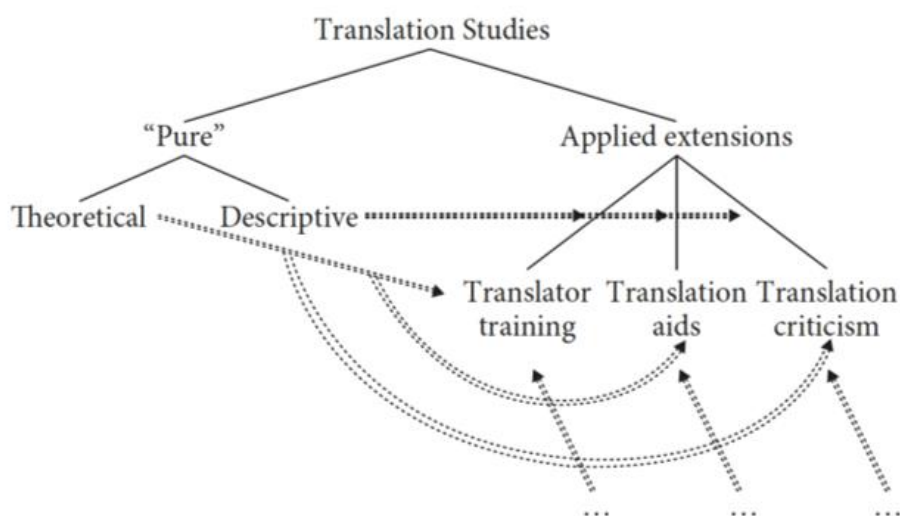 Translation Studies
“Pure”
Applied extensions
Theoretical
Descriptive
Translator
training
Translation
aids
Translation
criticism
...
...
...